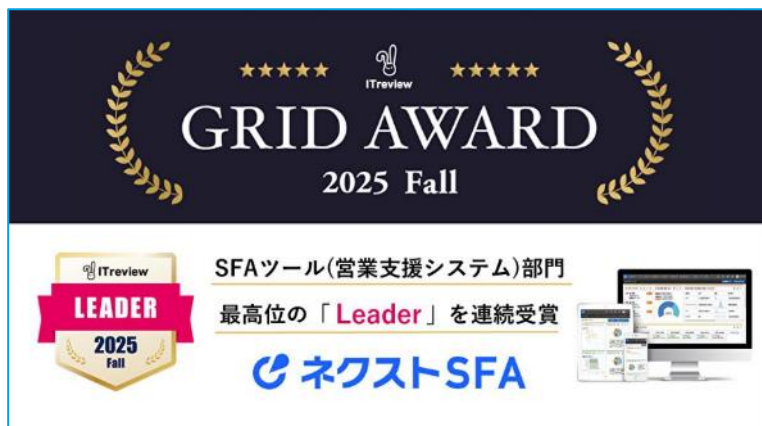 ITreview
GRID AWARD
2025 Fall
ITreview
LEADER
2025
Fall
SFAツール(営業支援システム)部門
最高位の「Leader」を連続受賞
ネクストSFA